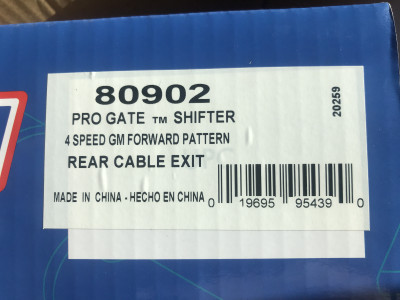 80902
PRO GATE ™ SHIFTER
4 SPEED GM FORWARD PATTERN
REAR CABLE EXIT
MADE IN CHINA - HECHO EN CHINA
0 19695 95439 0
20259